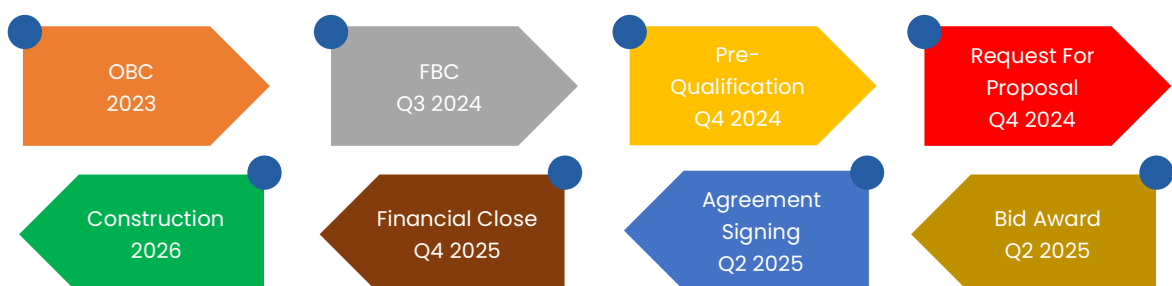 OBC
2023
FBC
Q3 2024
Pre-
Qualification
Q4 2024
Request For
Proposal
Q4 2024
Construction
2026
Financial Close
Q4 2025
Agreement
Signing
Q2 2025
Bid Award
Q2 2025